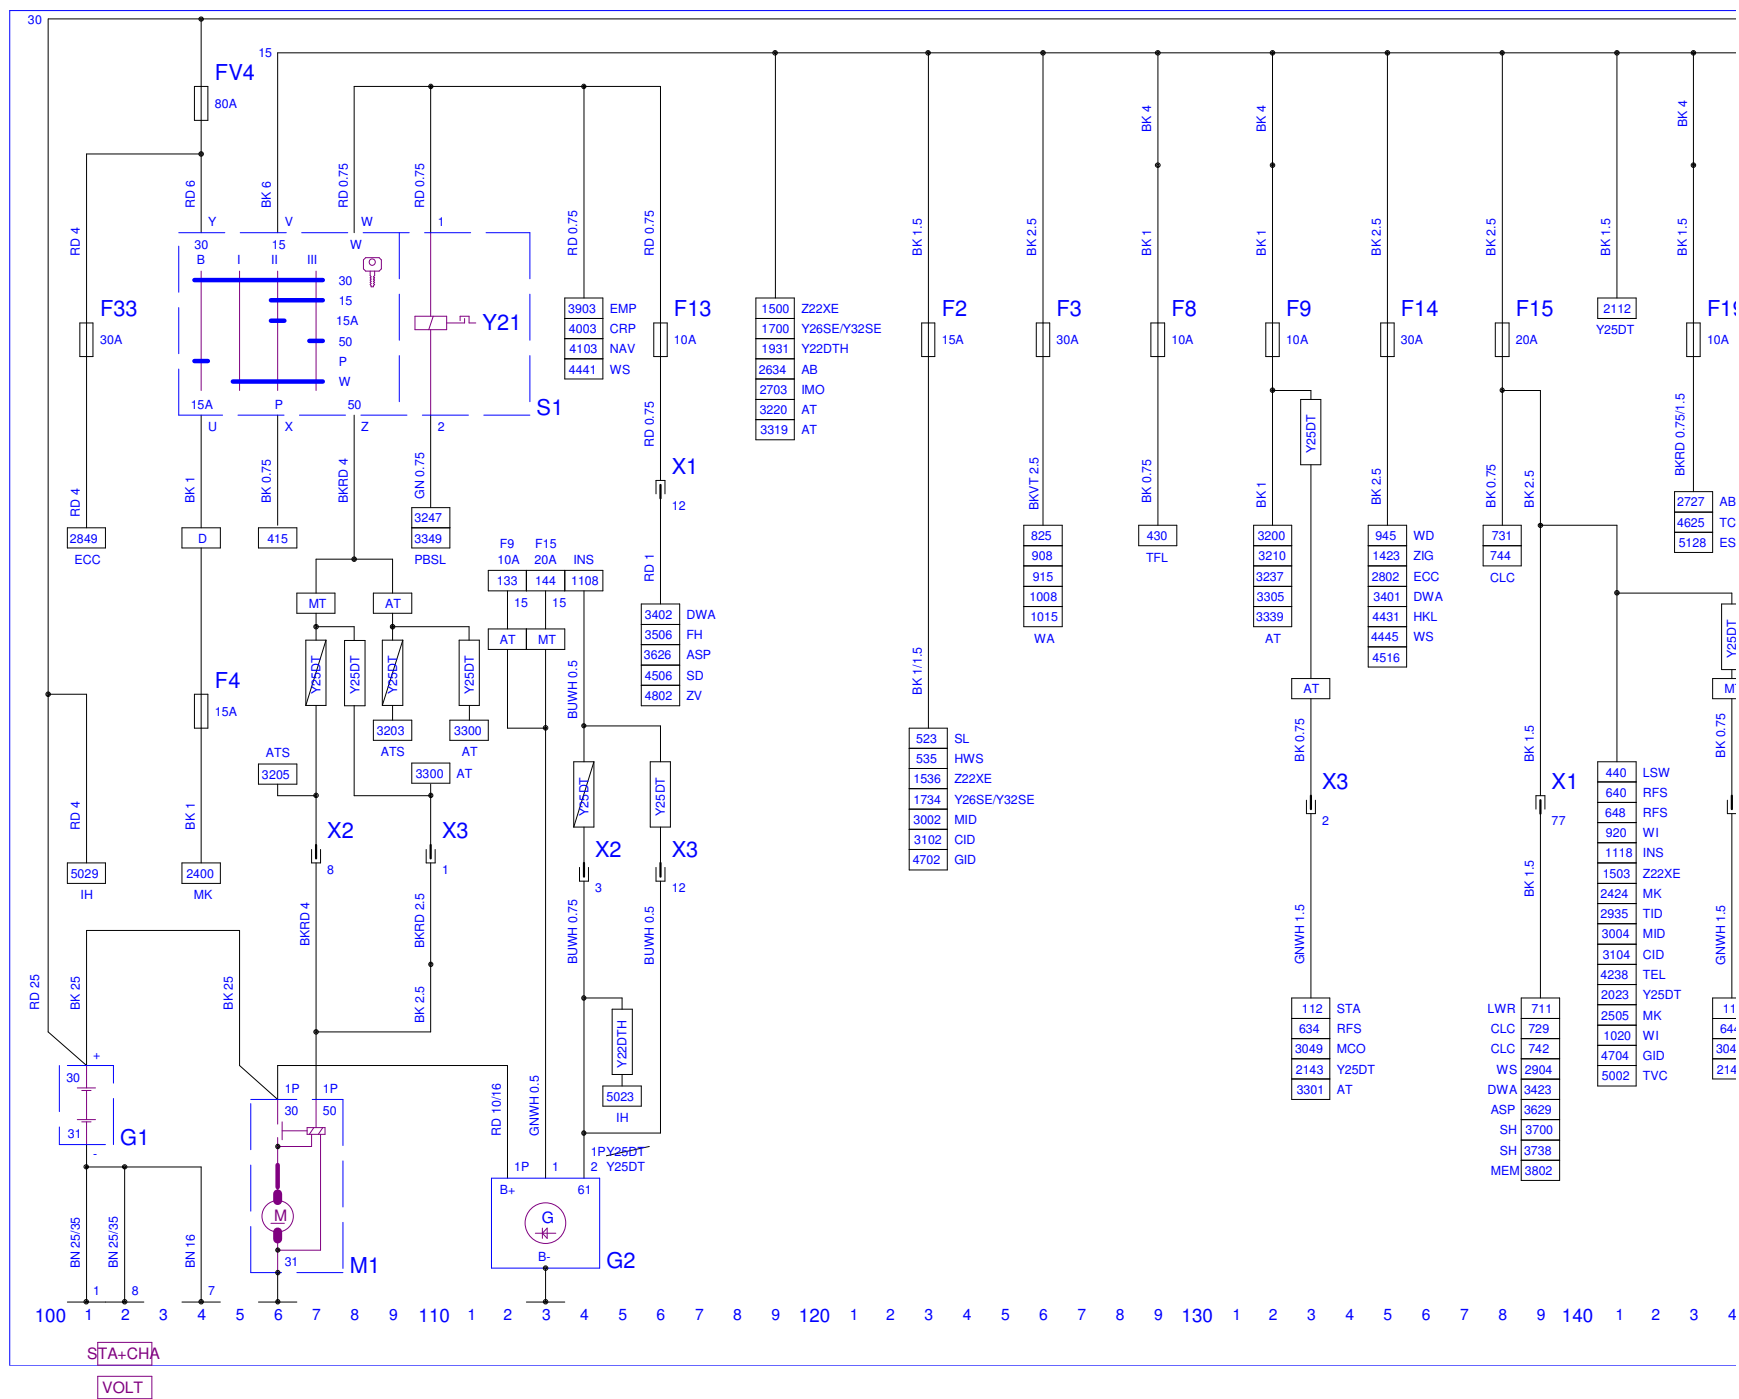 30
15
FV4
80A
RD 4
RD 6
BK 6
RD 0.75
RD 0.75
RD 0.75
RD 0.75
BK 1.5
BK 2.5
BK 4
BK 1
BK 4
BK 1
BK 2.5
BK 2.5
BK 1.5
BK 4
BK 1.5
Y V W 1
30 15 W
B I II III
30
15
15A
50
P
W
15A P 50
U X Z 2
Y21
S1
F33
30A
3903 EMP
4003 CRP
4103 NAV
4441 WS
F13
10A
1500 Z22XE
1700 Y26SE/Y32SE
1931 Y22DTH
2634 AB
2703 IMO
3220 AT
3319 AT
F2
15A
F3
30A
F8
10A
F9
10A
F14
30A
F15
20A
2112
Y25DT
10A
RD 4
BK 1
BK 0.75
BKRD 4
GN 0.75
RD 0.75
X1
12
RD 1
BKVT 2.5
BK 0.75
BK 1
Y25DT
BK 2.5
BK 0.75
BK 2.5
BKRD 0.75/1.5
2849
ECC
D
415
3247
3349
PBSL
F9 F15
10A 20A INS
133 144 1108
15 15
AT MT
MT AT
Y25DT Y25DT Y25DT Y25DT
3203
ATS
3300
AT
ATS
3205
3300 AT
BUWH 0.5
3402 DWA
3506 FH
3626 ASP
4506 SD
4802 ZV
825
908
915
1008
1015
WA
430
TFL
3200
3210
3237
3305
3339
AT
945 WD
1423 ZIG
2802 ECC
3401 DWA
4431 HKL
4445 WS
4516
731
744
CLC
2727 AB
4625 TC
5128 ES
Y25DT
F4
15A
BK 1
RD 4
5029
IH
2400
MK
X2
8
X3
1
Y25DT Y25DT
X2
3
X3
12
BK 1/1.5
523 SL
535 HWS
1536 Z22XE
1734 Y26SE/Y32SE
3002 MID
3102 CID
4702 GID
AT
BK 0.75
X3
2
GNWH 1.5
BK 1.5
X1
77
BK 1.5
440 LSW
640 RFS
648 RFS
920 WI
1118 INS
1503 Z22XE
2424 MK
2935 TID
3004 MID
3104 CID
4238 TEL
2023 Y25DT
2505 MK
1020 WI
4704 GID
5002 TVC
BK 0.75
GNWH 1.5
RD 25
BK 25
BK 25
BKRD 4
BKRD 2.5
BK 2.5
BUWH 0.75
BUWH 0.5
Y22DTH
5023
IH
RD 10/16
GNWH 0.5
112 STA
634 RFS
3049 MCO
2143 Y25DT
3301 AT
LWR 711
CLC 729
CLC 742
WS 2904
DWA 3423
ASP 3629
SH 3700
SH 3738
MEM 3802
+
30
31
-
G1
1P 1P
30 50
M
31
M1
1P 1 1P Y25DT
2 Y25DT
B+ 61
G
B-
G2
BN 25/35
BN 25/35
BN 16
1 8 7
100 1 2 3 4 5 6 7 8 9 110 1 2 3 4 5 6 7 8 9 120 1 2 3 4 5 6 7 8 9 130 1 2 3 4 5 6 7 8 9 140 1 2 3 4
STA+CHA
VOLT